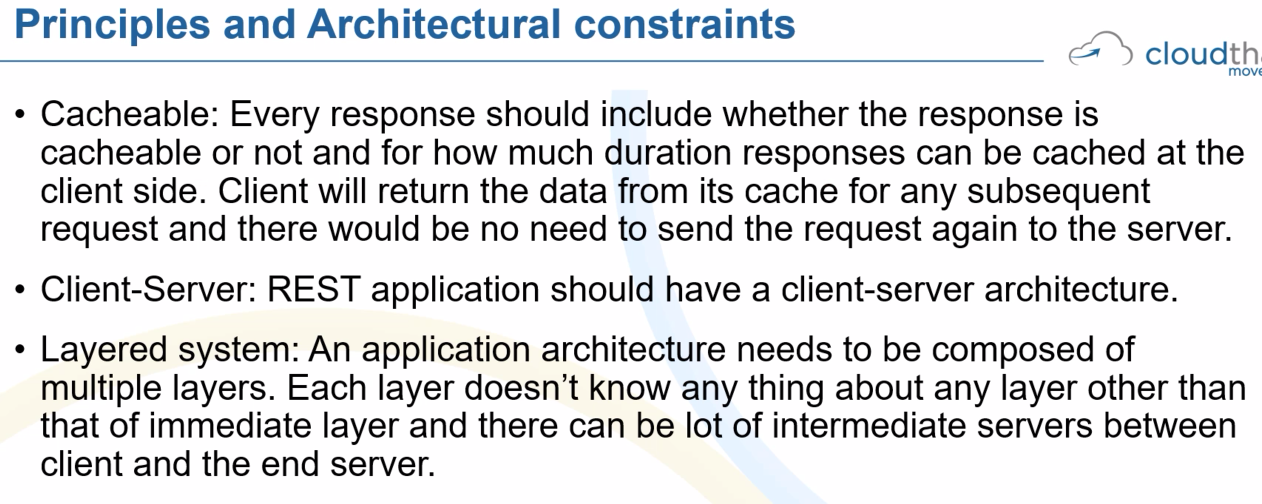 Principles and Architectural constraints
cloudth
move
• Cacheable: Every response should include whether the response is
cacheable or not and for how much duration responses can be cached at the
client side. Client will return the data from its cache for any subsequent
request and there would be no need to send the request again to the server.
• Client-Server: REST application should have a client-server architecture.
• Layered system: An application architecture needs to be composed of
multiple layers. Each layer doesn’t know any thing about any layer other than
that of immediate layer and there can be lot of intermediate servers between
client and the end server.